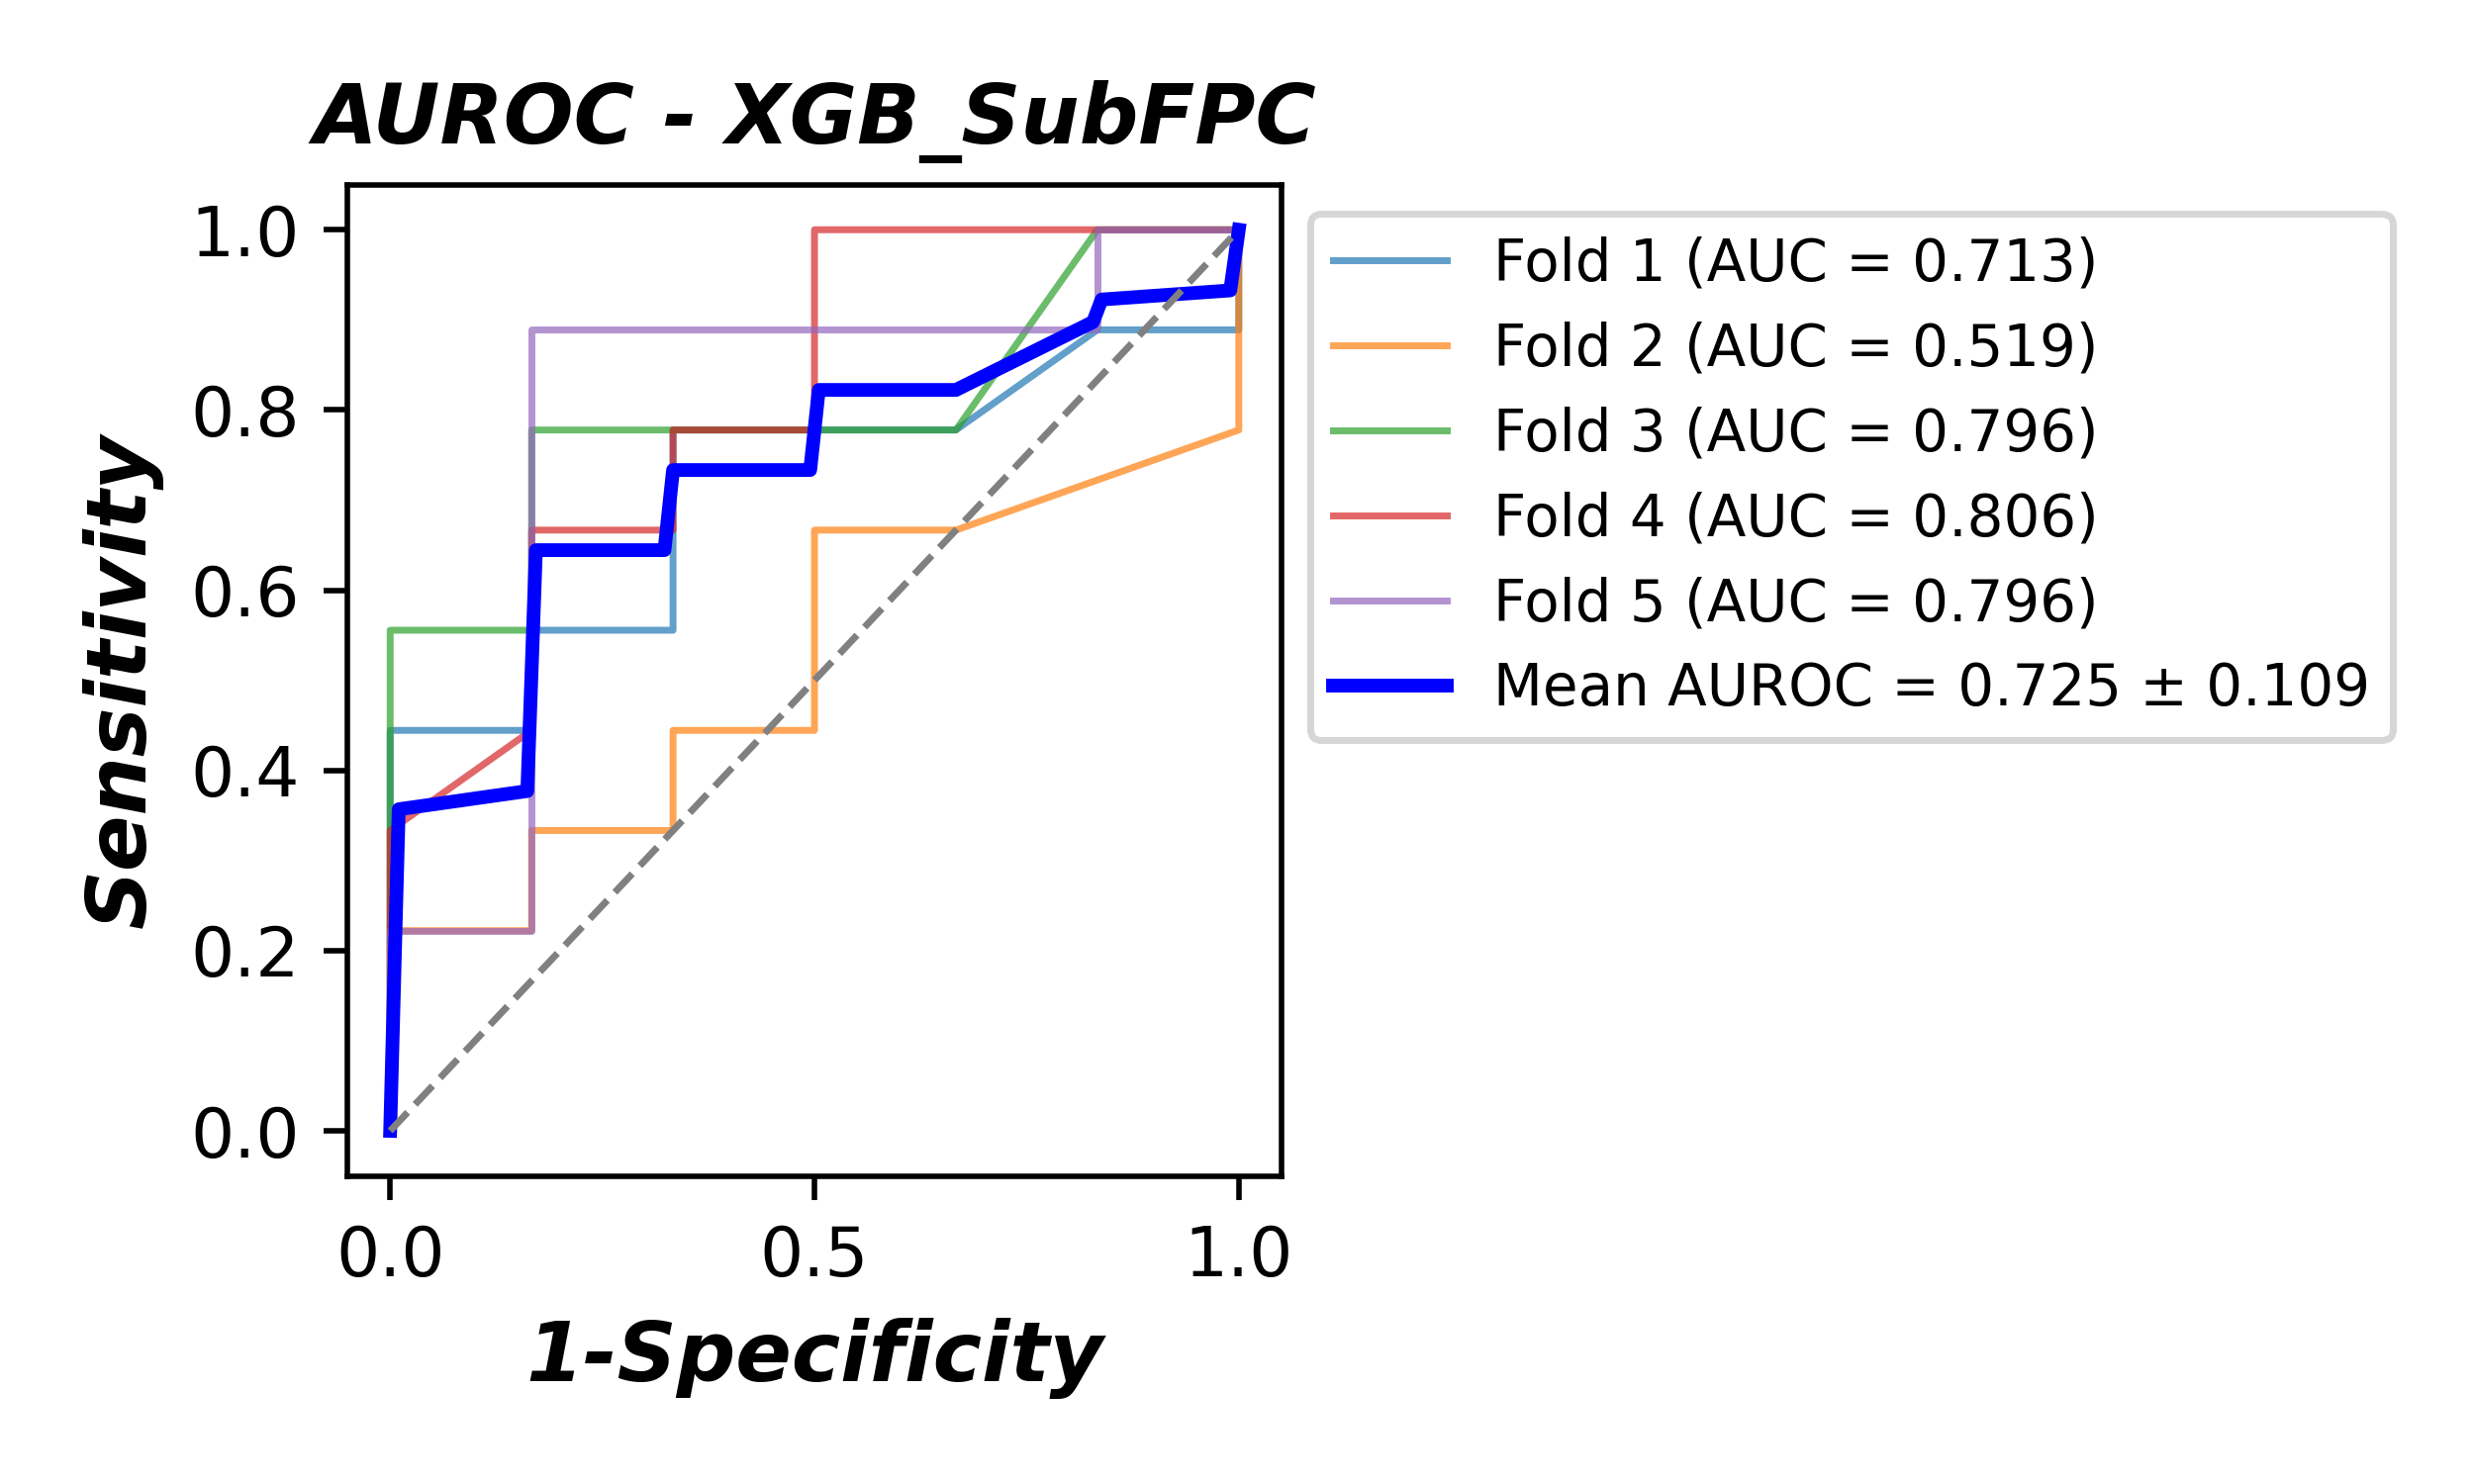 AUROC - XGB_SubFPC
Sensitivity
1.0
0.8
0.6
0.4
0.2
0.0
0.0 0.5 1.0
1-Specificity
Fold 1 (AUC = 0.713)
Fold 2 (AUC = 0.519)
Fold 3 (AUC = 0.796)
Fold 4 (AUC = 0.806)
Fold 5 (AUC = 0.796)
Mean AUROC = 0.725 ± 0.109